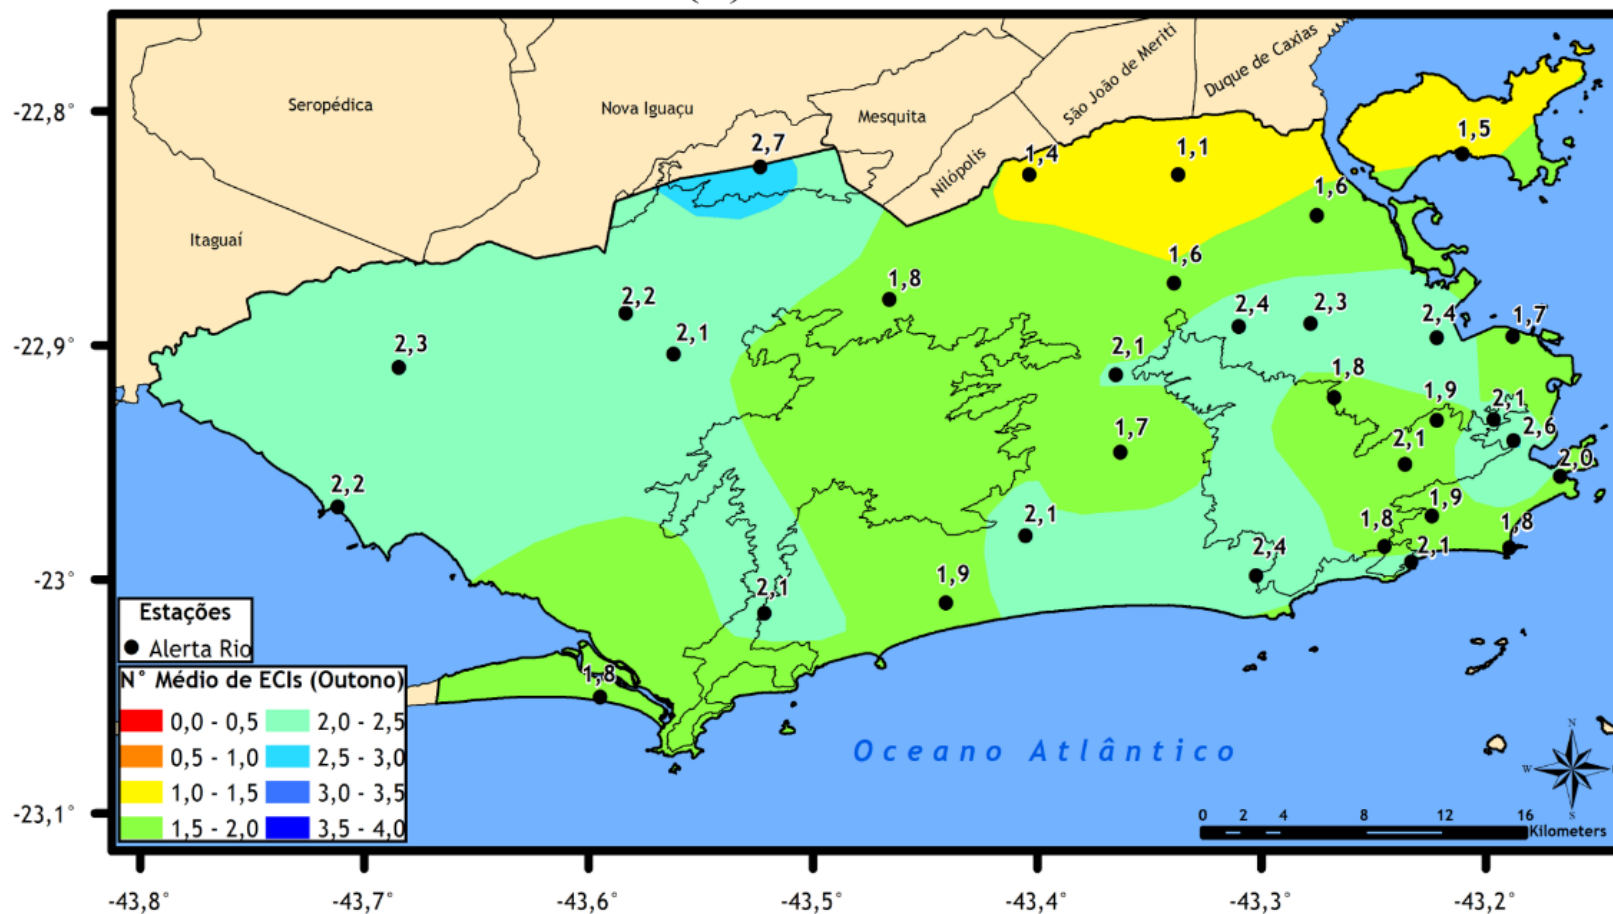 Duque de Caxias
São João de Meriti
Seropédica
Nova Iguaçu
Mesquita
Nilópolis
Itaguaí
-22,8°
-22,9°
-23°
-23,1°
2,7
1,4
1,1
1,5
1,6
1,6
1,8
2,2
2,3
2,1
2,4
2,3
2,4
1,7
2,1
1,8
1,9
2,1
2,6
1,7
2,1
2,0
2,2
2,1
1,9
1,8
1,8
2,1
2,4
1,9
2,1
1,8
Estações
Alerta Rio
N° Médio de ECIs (Outono)
0,0 - 0,5 2,0 - 2,5
0,5 - 1,0 2,5 - 3,0
1,0 - 1,5 3,0 - 3,5
1,5 - 2,0 3,5 - 4,0
Oceano Atlântico
N
W
S
0 2 4 8 12 16
Kilometers
-43,8° -43,7° -43,6° -43,5° -43,4° -43,3° -43,2°